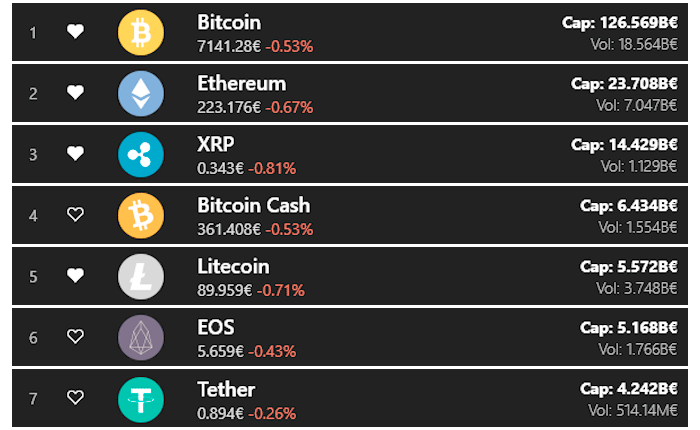 1 Bitcoin Cap: 126.569B€
7141.28€ -0.53% Vol: 18.564B€
2 Ethereum Cap: 23.708B€
223.176€ -0.67% Vol: 7.047B€
3 XRP Cap: 14.429B€
0.343€ -0.81% Vol: 1.129B€
4 Bitcoin Cash Cap: 6.434B€
361.408€ -0.53% Vol: 1.554B€
5 Litecoin Cap: 5.572B€
89.959€ -0.71% Vol: 3.748B€
6 EOS Cap: 5.168B€
5.659€ -0.43% Vol: 1.766B€
7 Tether Cap: 4.242B€
0.894€ -0.26% Vol: 514.14M€